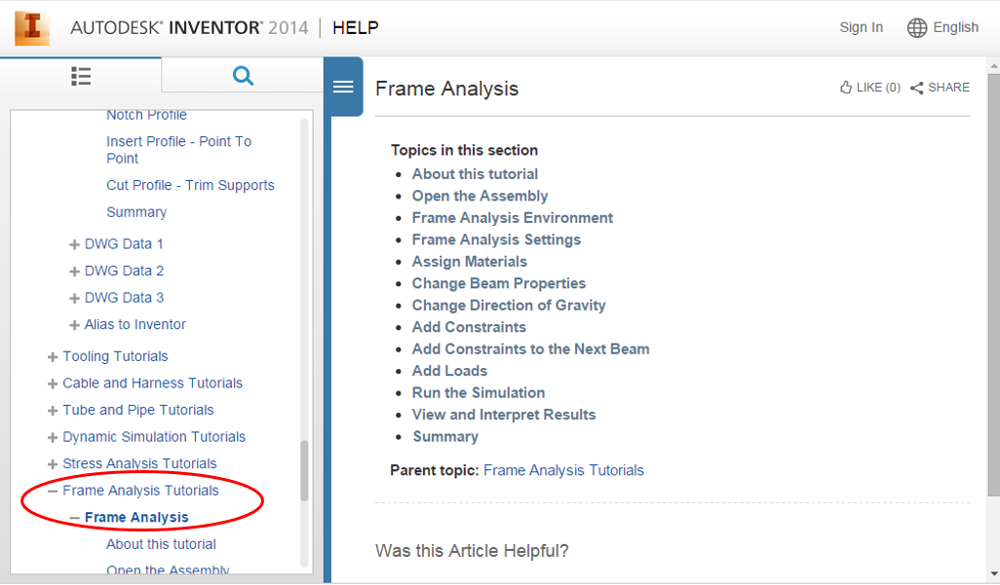 AUTODESK® INVENTOR® 2014 | HELP
Sign In
English
Notch Profile
Insert Profile - Point To
Point
Cut Profile - Trim Supports
Summary
DWG Data 1
DWG Data 2
DWG Data 3
Alias to Inventor
Tooling Tutorials
Cable and Harness Tutorials
Tube and Pipe Tutorials
Dynamic Simulation Tutorials
Stress Analysis Tutorials
Frame Analysis Tutorials
Frame Analysis
About this tutorial
Open the Assembly
Frame Analysis
LIKE (0)
SHARE
Topics in this section
About this tutorial
Open the Assembly
Frame Analysis Environment
Frame Analysis Settings
Assign Materials
Change Beam Properties
Change Direction of Gravity
Add Constraints
Add Constraints to the Next Beam
Add Loads
Run the Simulation
View and Interpret Results
Summary
Parent topic: Frame Analysis Tutorials
Was this Article Helpful?